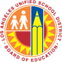 LOS ANGELES UNIFIED SCHOOL DISTRICT
BOARD OF EDUCATION